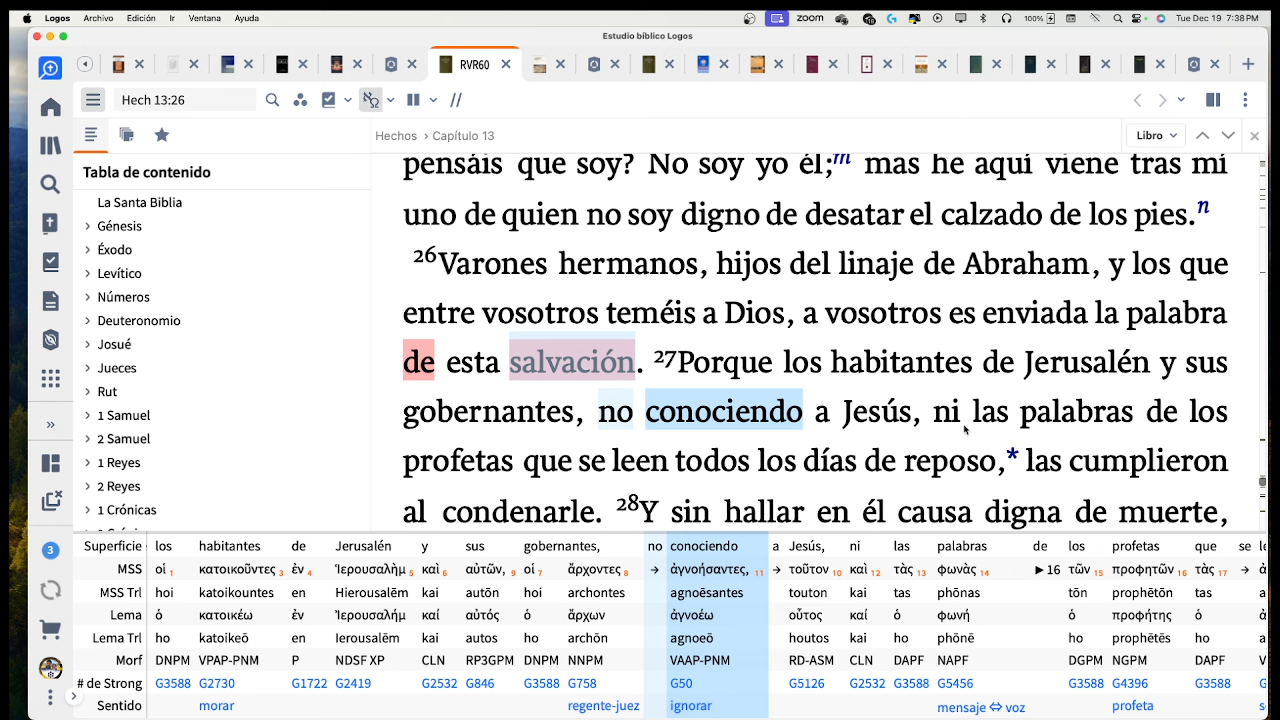 Logos Archivo Edición Ir Ventana Ayuda zoom 100% Tue Dec 19 7:38 PM
Estudio bíblico Logos
RVR60
Hech 13:26
Hechos › Capítulo 13 Libro
Tabla de contenido
La Santa Biblia
Génesis
Éxodo
Levítico
Números
Deuteronomio
Josué
Jueces
Rut
1 Samuel
2 Samuel
1 Reyes
2 Reyes
1 Crónicas
3
pensáis que soy? No soy yo él;m mas he aquí viene tras mí
uno de quien no soy digno de desatar el calzado de los pies.n
26Varones hermanos, hijos del linaje de Abraham, y los que
entre vosotros teméis a Dios, a vosotros es enviada la palabra
de esta salvación. 27Porque los habitantes de Jerusalén y sus
gobernantes, no conociendo a Jesús, ni las palabras de los
profetas que se leen todos los días de reposo,* las cumplieron
al condenarle. 28Y sin hallar en él causa digna de muerte,
Superficie los habitantes de Jerusalén y sus gobernantes, no conociendo a Jesús, ni las palabras de los profetas que se
MSS οἱ 1 κατοικοῦντες 3 ἐν 4 Ἰερουσαλὴμ 5 καὶ 6 αὐτῶν, 9 οἱ 7 ἄρχοντες 8 → ἀγνοήσαντες, 11 → τοῦτον 10 καὶ 12 τὰς 13 φωνὰς 14 ▶16 τῶν 15 προφητῶν 16 τὰς 17 →
MSS Trl hoi katoikountes en Hierousalēm kai autōn hoi archontes agnoēsantes touton kai tas phōnas tōn prophētōn tas
Lema ὁ κατοικέω ἐν Ἰερουσαλήμ καί αὐτός ὁ ἄρχων ἀγνοέω οὗτος καί ὁ φωνή ὁ προφήτης ὁ
Lema Trl ho katoikeō en Ierousalēm kai autos ho archōn agnoeō houtos kai ho phōnē ho prophētēs ho
Morf DNPM VPAP-PNM P NDSF XP CLN RP3GPM DNPM NNPM VAAP-PNM RD-ASM CLN DAPF NAPF DGPM NGPM DAPF
# de Strong G3588 G2730 G1722 G2419 G2532 G846 G3588 G758 G50 G5126 G2532 G3588 G5456 G3588 G4396 G3588
Sentido morar regente-juez ignorar mensaje ⇔ voz profeta